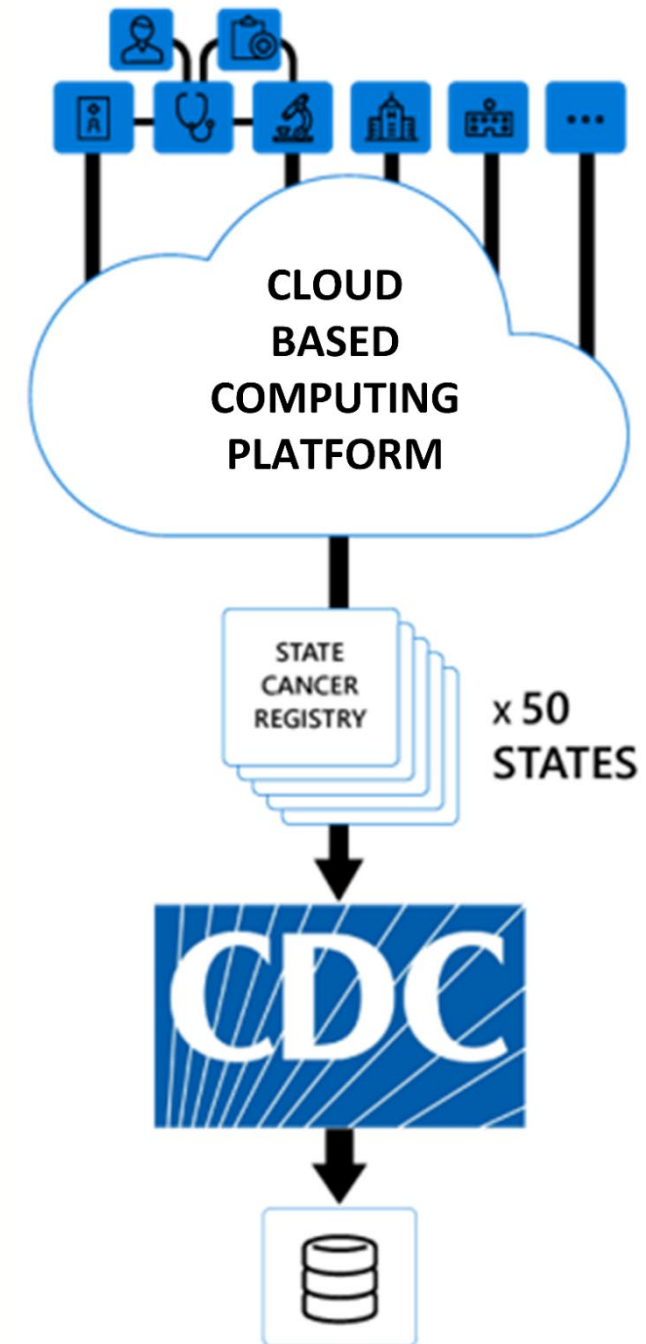 CLOUD
BASED
COMPUTING
PLATFORM
STATE
CANCER
REGISTRY
x 50
STATES
CDC